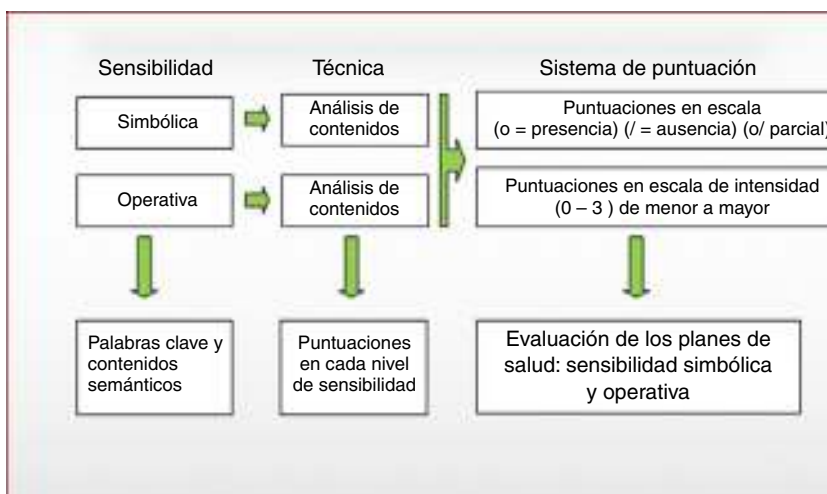 Sensibilidad
Técnica
Sistema de puntuación
Simbólica
Análisis de
contenidos
Puntuaciones en escala
(o = presencia) (/ = ausencia) (o/ parcial)
Operativa
Análisis de
contenidos
Puntuaciones en escala de intensidad
(0 – 3 ) de menor a mayor
Palabras clave y
contenidos
semánticos
Puntuaciones
en cada nivel
de sensibilidad
Evaluación de los planes de
salud: sensibilidad simbólica
y operativa